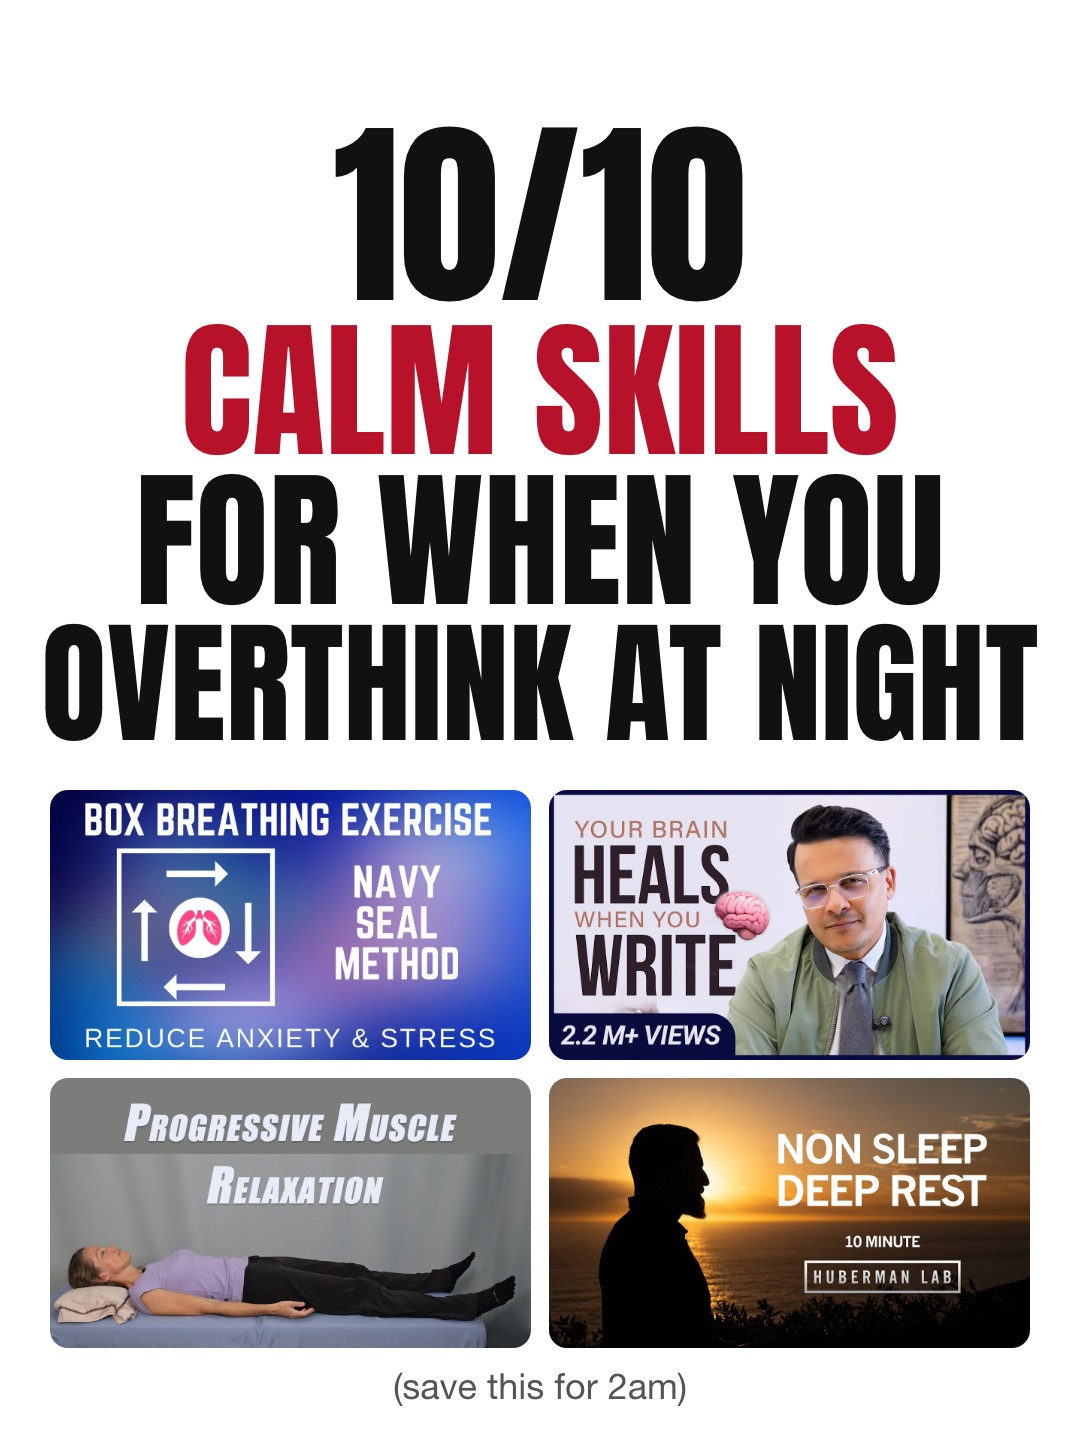 10/10
CALM SKILLS
FOR WHEN YOU
OVERTHINK AT NIGHT
BOX BREATHING EXERCISE
NAVY
SEAL
METHOD
REDUCE ANXIETY & STRESS
YOUR BRAIN
HEALS
WHEN YOU
WRITE
2.2 M+ VIEWS
PROGRESSIVE MUSCLE
RELAXATION
NON SLEEP
DEEP REST
10 MINUTE
HUBERMAN LAB
(save this for 2am)